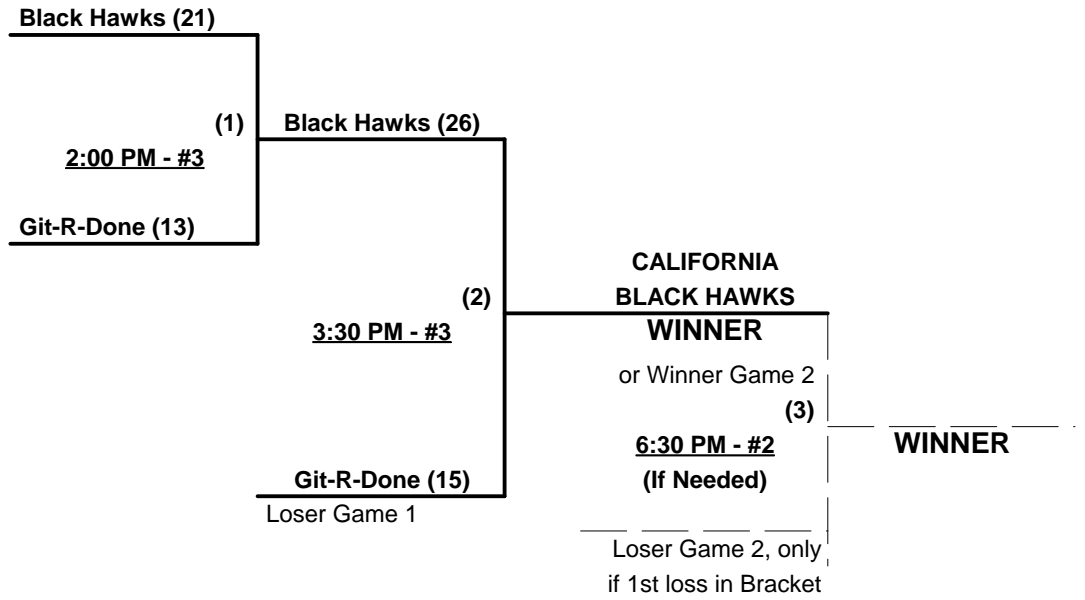 Black Hawks (21)
(1)
2:00 PM - #3
Git-R-Done (13)
Black Hawks (26)
(2)
3:30 PM - #3
Git-R-Done (15)
Loser Game 1
CALIFORNIA
BLACK HAWKS
WINNER
or Winner Game 2
(3)
6:30 PM - #2
(If Needed)
Loser Game 2, only
if 1st loss in Bracket
WINNER